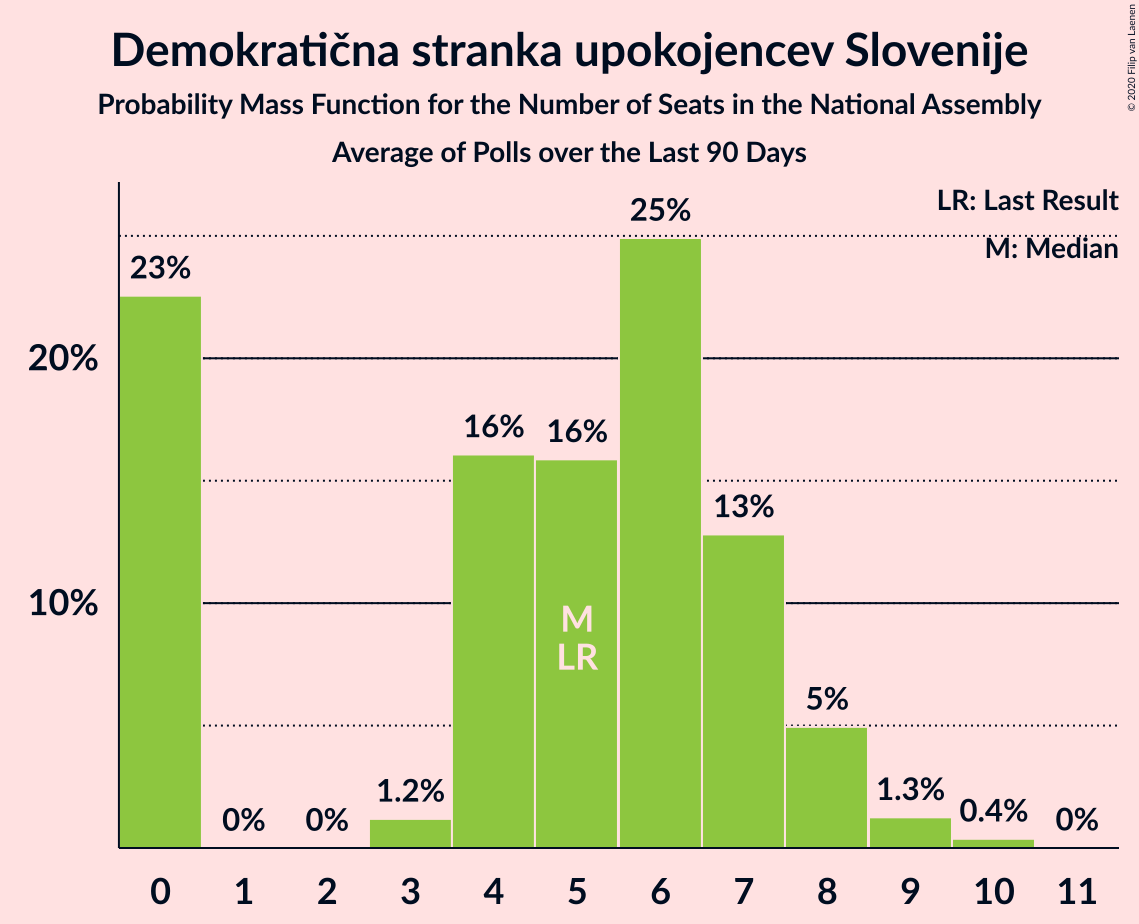 Demokratična stranka upokojencev Slovenije
Probability Mass Function for the Number of Seats in the National Assembly
Average of Polls over the Last 90 Days
© 2020 Filip van Laenen
LR: Last Result
M: Median
20%
10%
23%
0%
0%
1.2%
16%
16%
25%
13%
5%
1.3%
0.4%
0%
M
LR
0 1 2 3 4 5 6 7 8 9 10 11